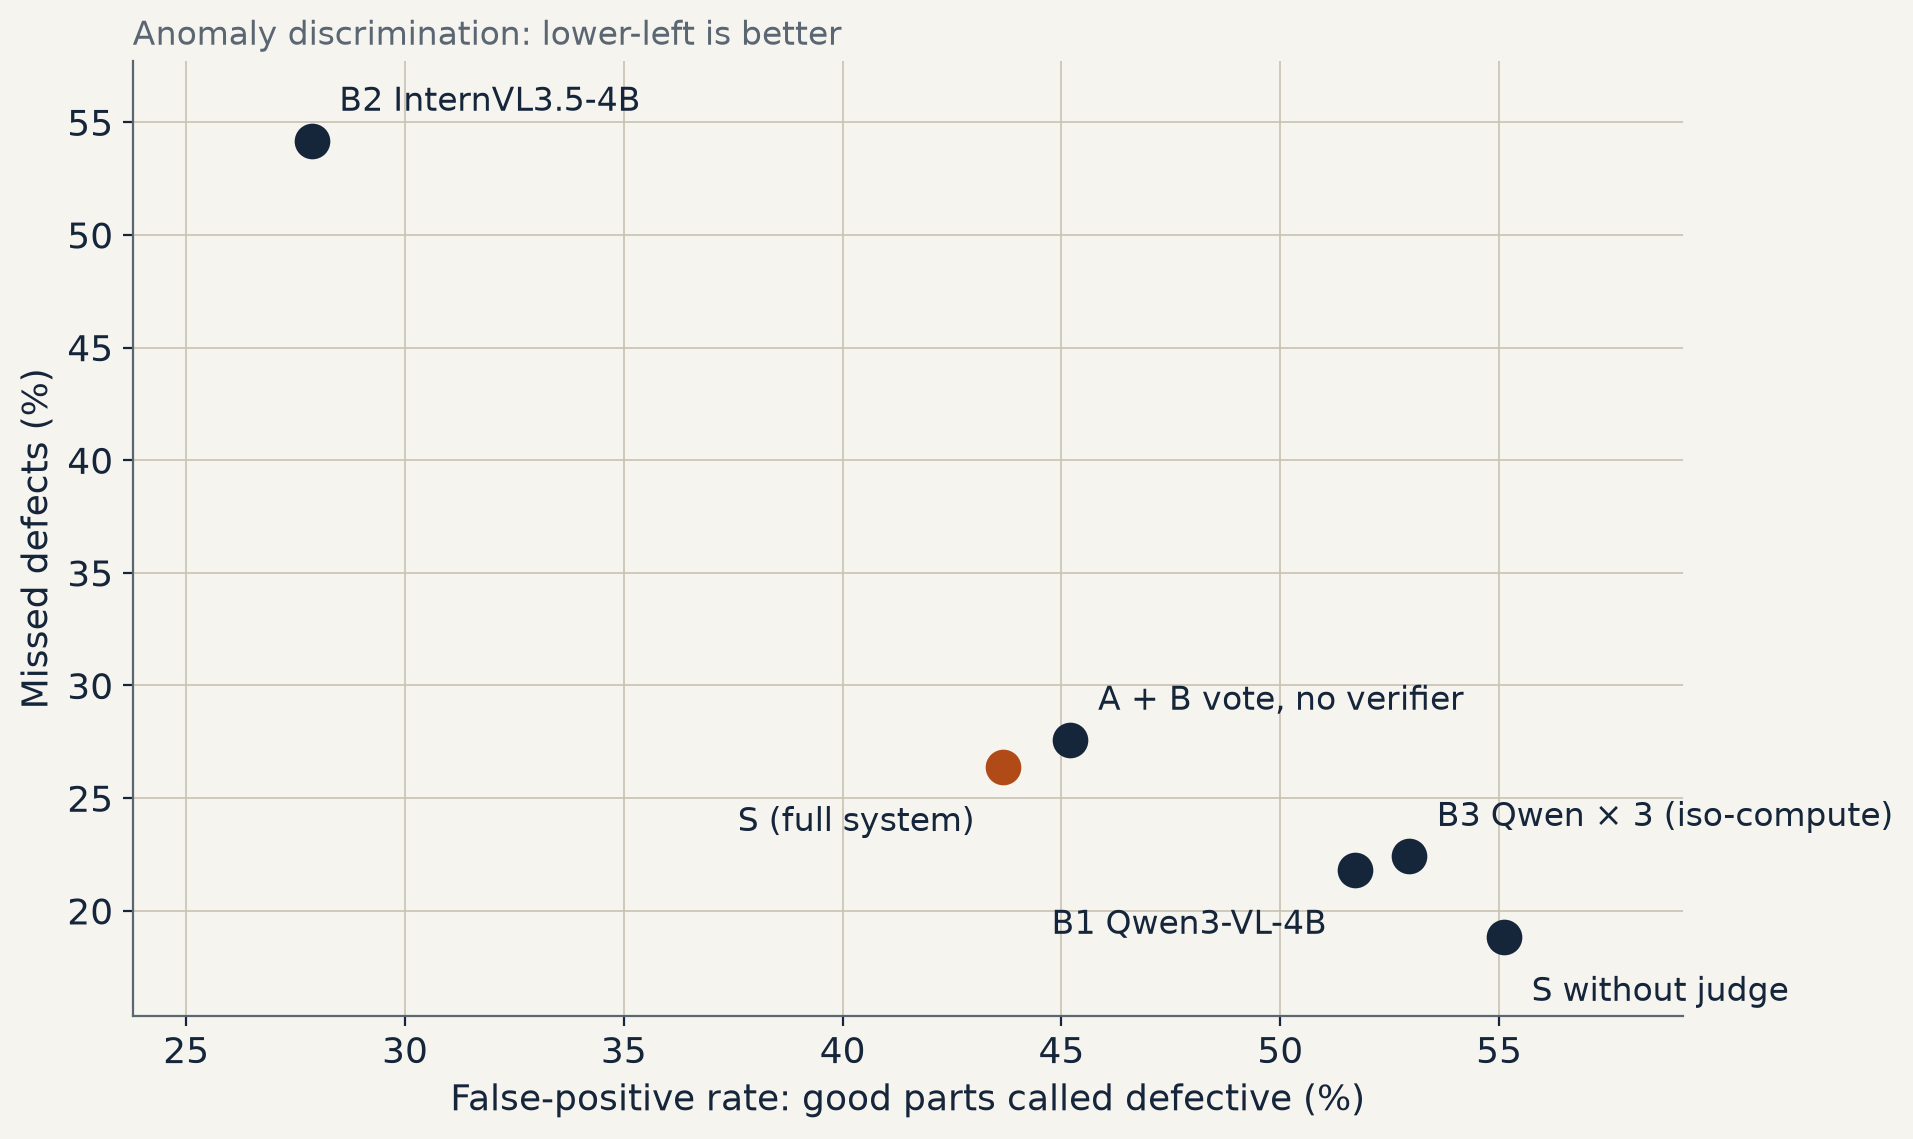 Anomaly discrimination: lower-left is better
B2 InternVL3.5-4B
55
50
45
40
35
30
25
20
Missed defects (%)
A + B vote, no verifier
S (full system)
B3 Qwen × 3 (iso-compute)
B1 Qwen3-VL-4B
S without judge
25 30 35 40 45 50 55
False-positive rate: good parts called defective (%)